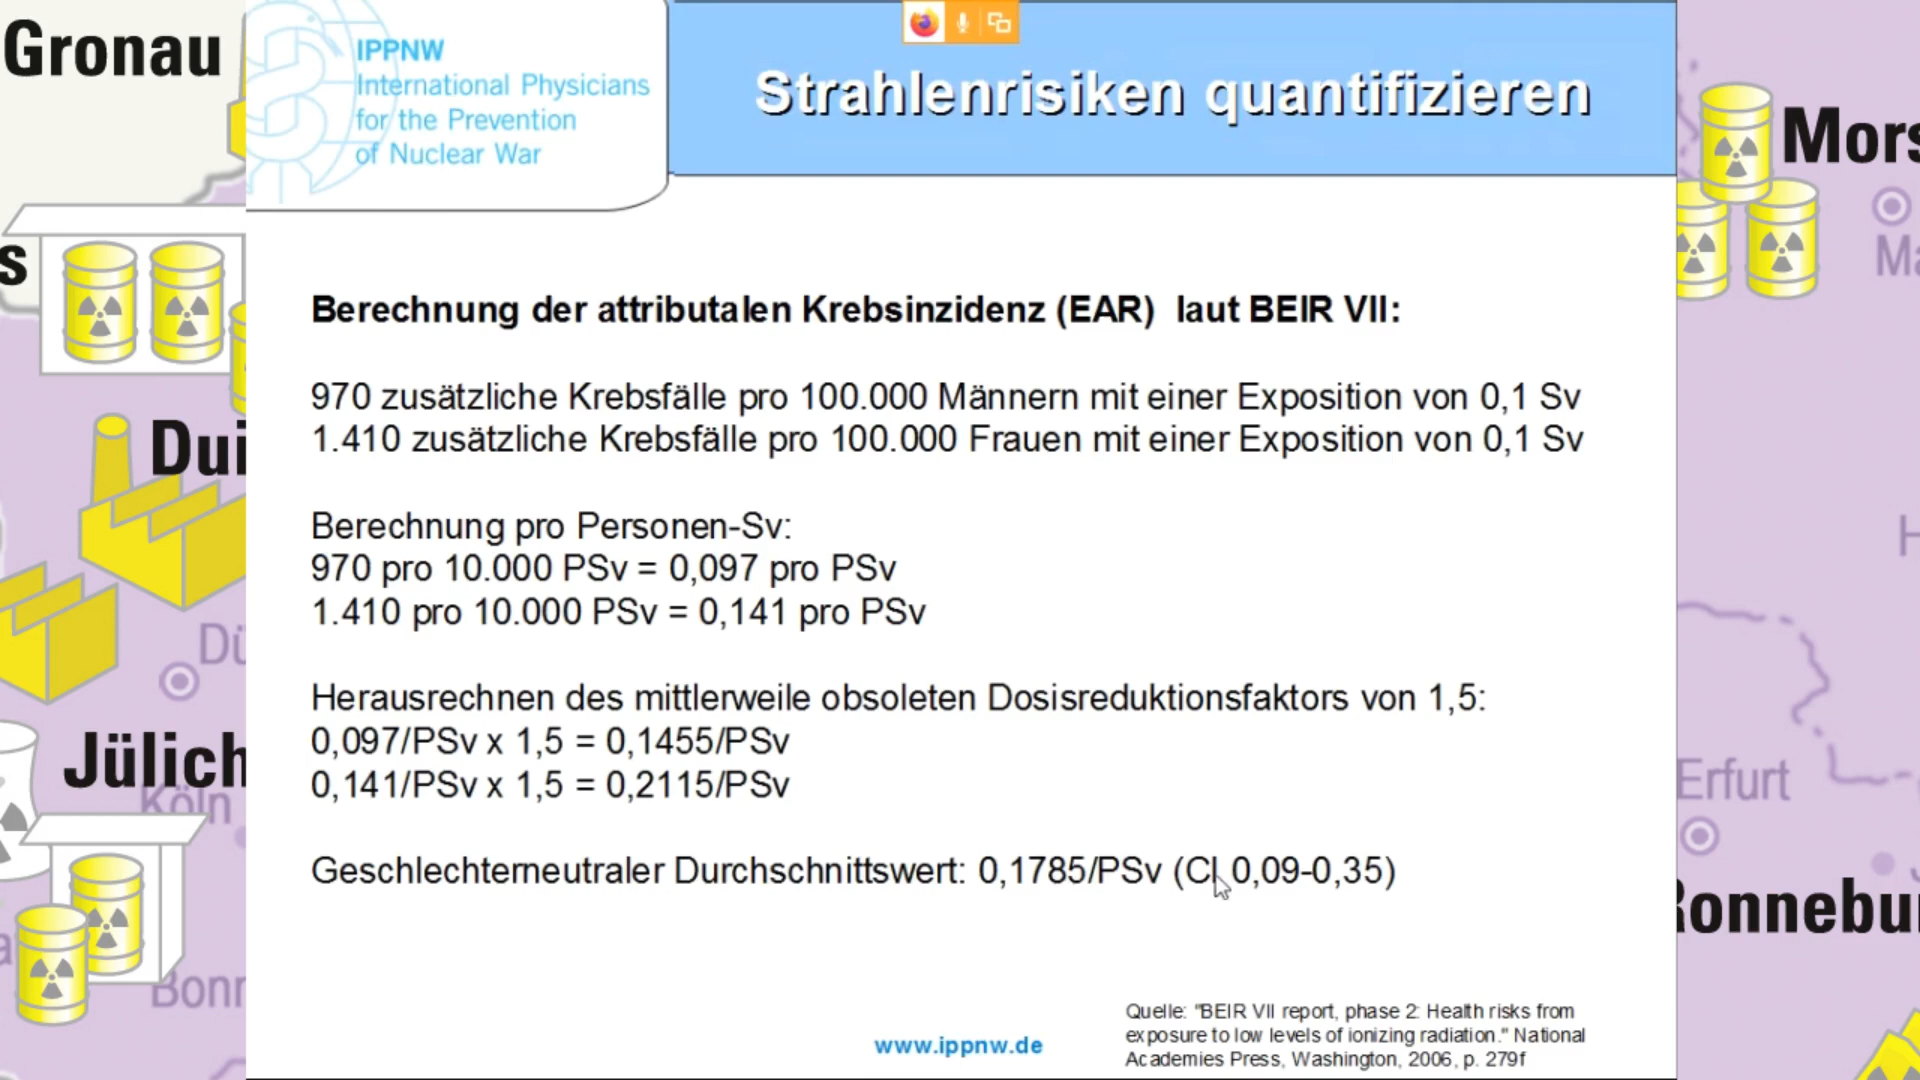 Gronau
s
Dui
Dü
Jülich
Köln
Bonn
IPPNW
International Physicians
for the Prevention
of Nuclear War
Strahlenrisiken quantifizieren
Berechnung der attributalen Krebsinzidenz (EAR) laut BEIR VII:
970 zusätzliche Krebsfälle pro 100.000 Männern mit einer Exposition von 0,1 Sv
1.410 zusätzliche Krebsfälle pro 100.000 Frauen mit einer Exposition von 0,1 Sv
Berechnung pro Personen-Sv:
970 pro 10.000 PSv = 0,097 pro PSv
1.410 pro 10.000 PSv = 0,141 pro PSv
Herausrechnen des mittlerweile obsoleten Dosisreduktionsfaktors von 1,5:
0,097/PSv x 1,5 = 0,1455/PSv
0,141/PSv x 1,5 = 0,2115/PSv
Geschlechterneutraler Durchschnittswert: 0,1785/PSv (CI 0,09-0,35)
www.ippnw.de
Quelle: "BEIR VII report, phase 2: Health risks from
exposure to low levels of ionizing radiation." National
Academies Press, Washington, 2006, p. 279f
Mors
Ma
H
Erfurt
J
Ronnebu